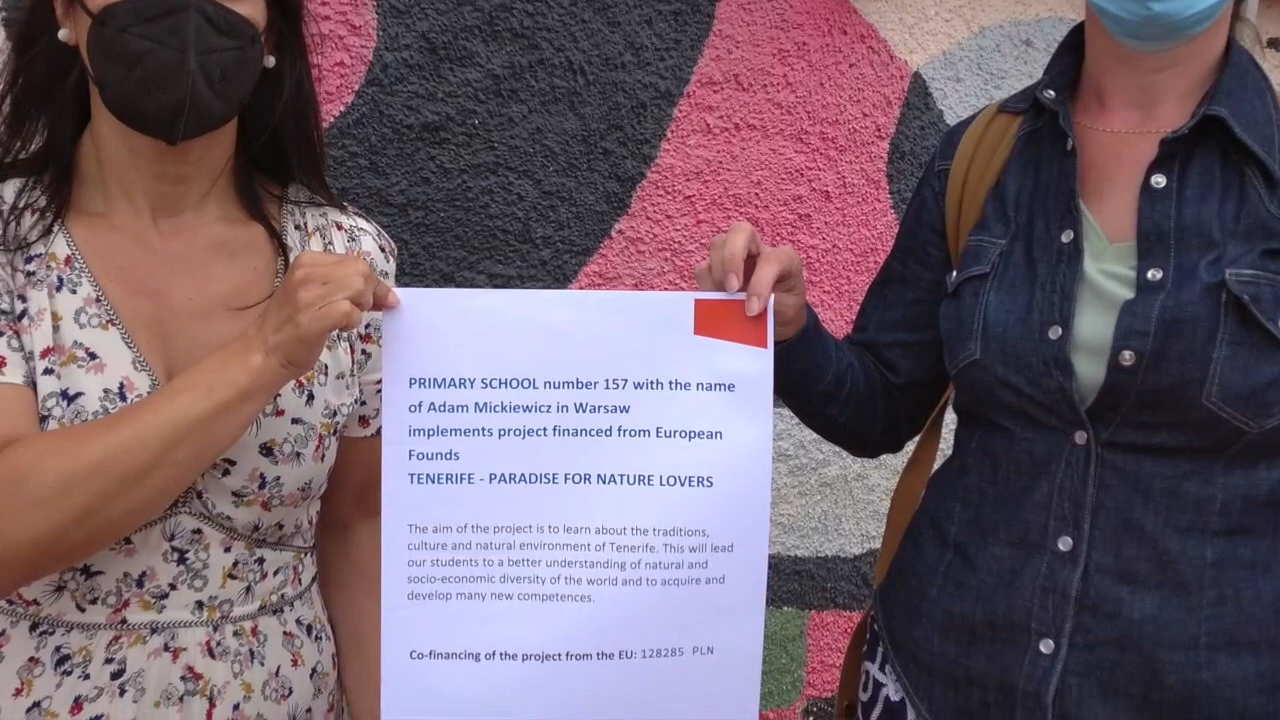 PRIMARY SCHOOL number 157 with the name
of Adam Mickiewicz in Warsaw
implements project financed from European
Founds
TENERIFE - PARADISE FOR NATURE LOVERS
The aim of the project is to learn about the traditions,
culture and natural environment of Tenerife. This will lead
our students to a better understanding of natural and
socio-economic diversity of the world and to acquire and
develop many new competences.
Co-financing of the project from the EU: 128285 PLN